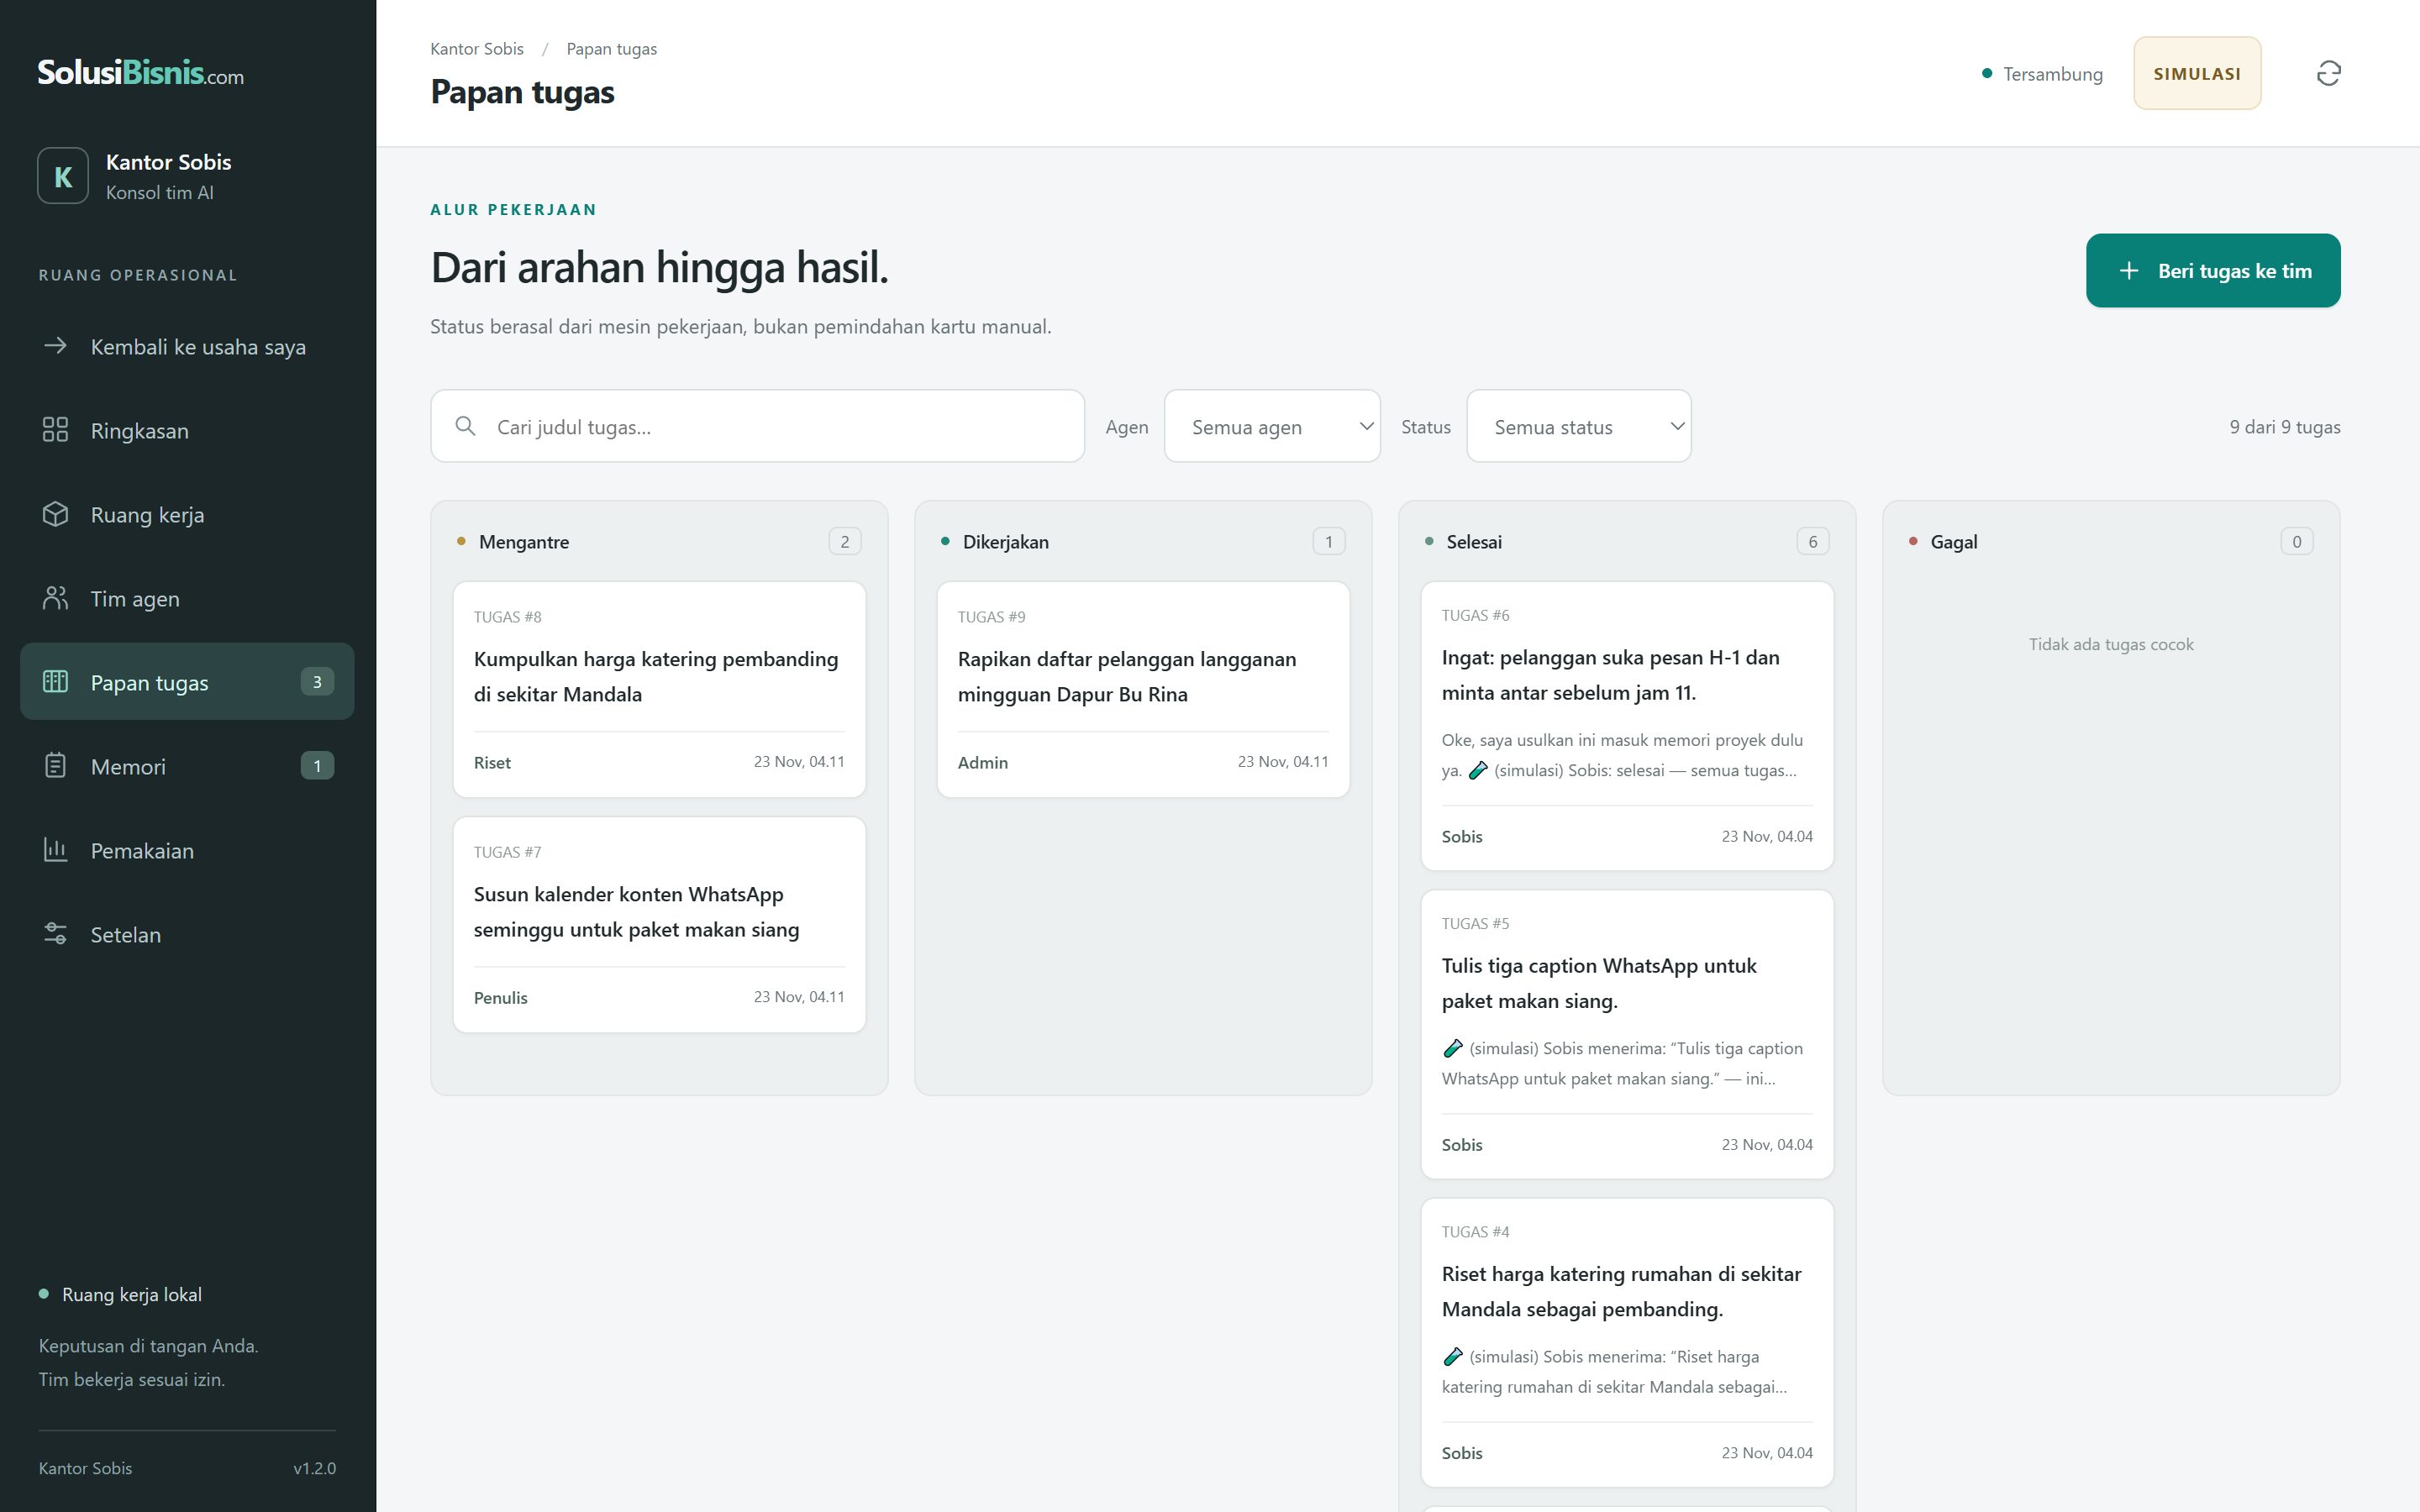 SolusiBisnis.com
K
Kantor Sobis
Konsol tim AI
RUANG OPERASIONAL
Kembali ke usaha saya
Ringkasan
Ruang kerja
Tim agen
Papan tugas
3
Memori
1
Pemakaian
Setelan
Ruang kerja lokal
Keputusan di tangan Anda.
Tim bekerja sesuai izin.
Kantor Sobis
v1.2.0
Kantor Sobis / Papan tugas
Papan tugas
Tersambung
SIMULASI
ALUR PEKERJAAN
Dari arahan hingga hasil.
Status berasal dari mesin pekerjaan, bukan pemindahan kartu manual.
Beri tugas ke tim
Cari judul tugas...
Agen
Semua agen
Status
Semua status
9 dari 9 tugas
Mengantre
2
TUGAS #8
Kumpulkan harga katering pembanding
di sekitar Mandala
Riset
23 Nov, 04.11
TUGAS #7
Susun kalender konten WhatsApp
seminggu untuk paket makan siang
Penulis
23 Nov, 04.11
Dikerjakan
1
TUGAS #9
Rapikan daftar pelanggan langganan
mingguan Dapur Bu Rina
Admin
23 Nov, 04.11
Selesai
6
TUGAS #6
Ingat: pelanggan suka pesan H-1 dan
minta antar sebelum jam 11.
Oke, saya usulkan ini masuk memori proyek dulu
ya. 🧪 (simulasi) Sobis: selesai — semua tugas...
Sobis
23 Nov, 04.04
TUGAS #5
Tulis tiga caption WhatsApp untuk
paket makan siang.
🧪 (simulasi) Sobis menerima: “Tulis tiga caption
WhatsApp untuk paket makan siang.” — ini...
Sobis
23 Nov, 04.04
TUGAS #4
Riset harga katering rumahan di sekitar
Mandala sebagai pembanding.
🧪 (simulasi) Sobis menerima: “Riset harga
katering rumahan di sekitar Mandala sebagai...
Sobis
23 Nov, 04.04
Gagal
0
Tidak ada tugas cocok